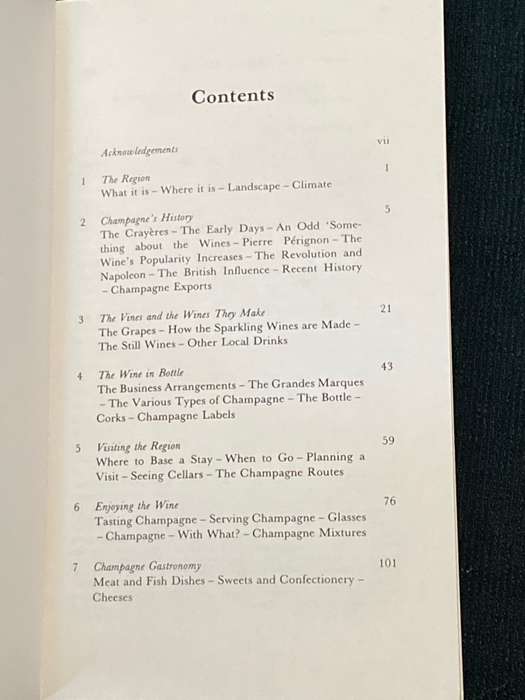 Contents
Acknowledgements vii
1 The Region 1
What it is – Where it is – Landscape – Climate
2 Champagne's History 5
The Crayères – The Early Days – An Odd 'Some-
thing about the Wines – Pierre Pérignon – The
Wine's Popularity Increases – The Revolution and
Napoleon – The British Influence – Recent History
– Champagne Exports
3 The Vines and the Wines They Make 21
The Grapes – How the Sparkling Wines are Made –
The Still Wines – Other Local Drinks
4 The Wine in Bottle 43
The Business Arrangements – The Grandes Marques
– The Various Types of Champagne – The Bottle –
Corks – Champagne Labels
5 Visiting the Region 59
Where to Base a Stay – When to Go – Planning a
Visit – Seeing Cellars – The Champagne Routes
6 Enjoying the Wine 76
Tasting Champagne – Serving Champagne – Glasses
– Champagne – With What? – Champagne Mixtures
7 Champagne Gastronomy 101
Meat and Fish Dishes – Sweets and Confectionery –
Cheeses